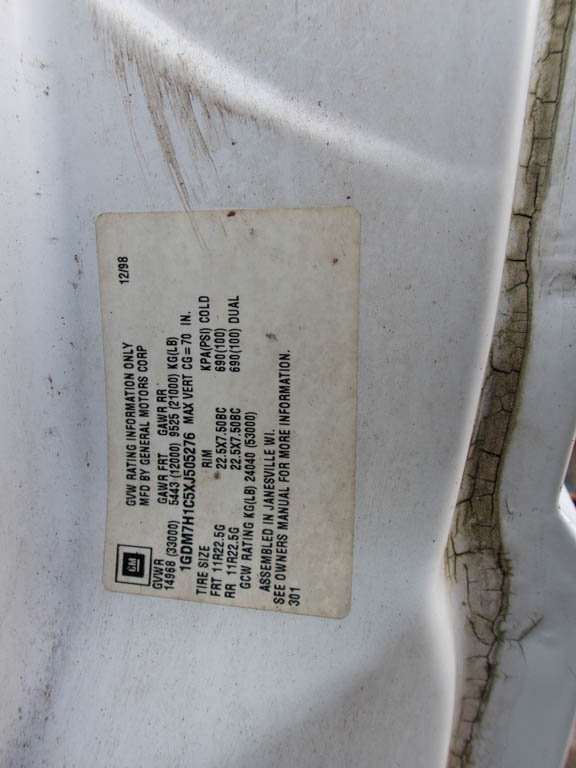 GVW RATING INFORMATION ONLY
MFD BY GENERAL MOTORS CORP 12/98
GM
GVWR GAWR FRT GAWR RR
14968 (33000) 5443 (12000) 9525 (21000) KG(LB)
1GDM7H1C5XJ505276 MAX VERT CG=70 IN.
TIRE SIZE RIM KPA(PSI) COLD
FRT 11R22.5G 22.5X7.50BC 690(100)
RR 11R22.5G 22.5X7.50BC 690(100) DUAL
GCW RATING KG(LB) 24040 (53000)
ASSEMBLED IN JANESVILLE WI.
SEE OWNERS MANUAL FOR MORE INFORMATION.
301